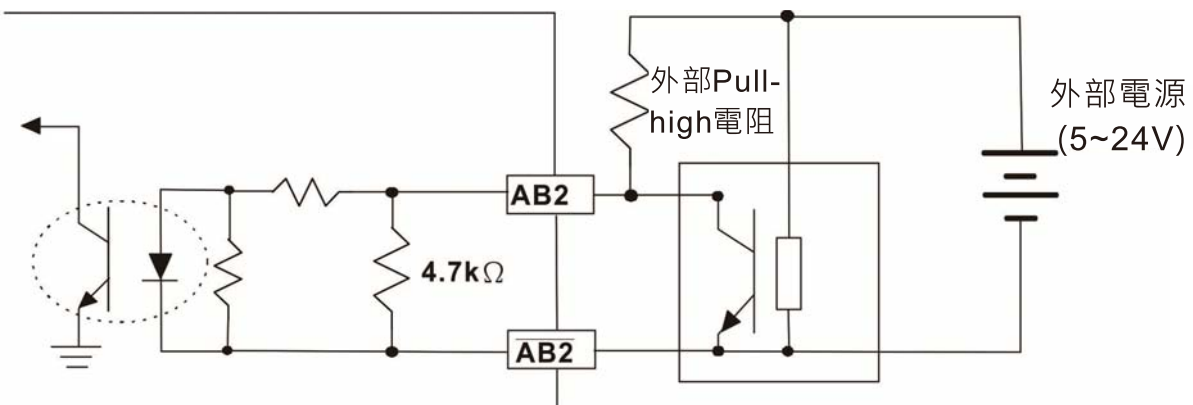 外部Pull-
high電阻
外部電源
(5~24V)
AB2
4.7kΩ
A̅B̅2̅